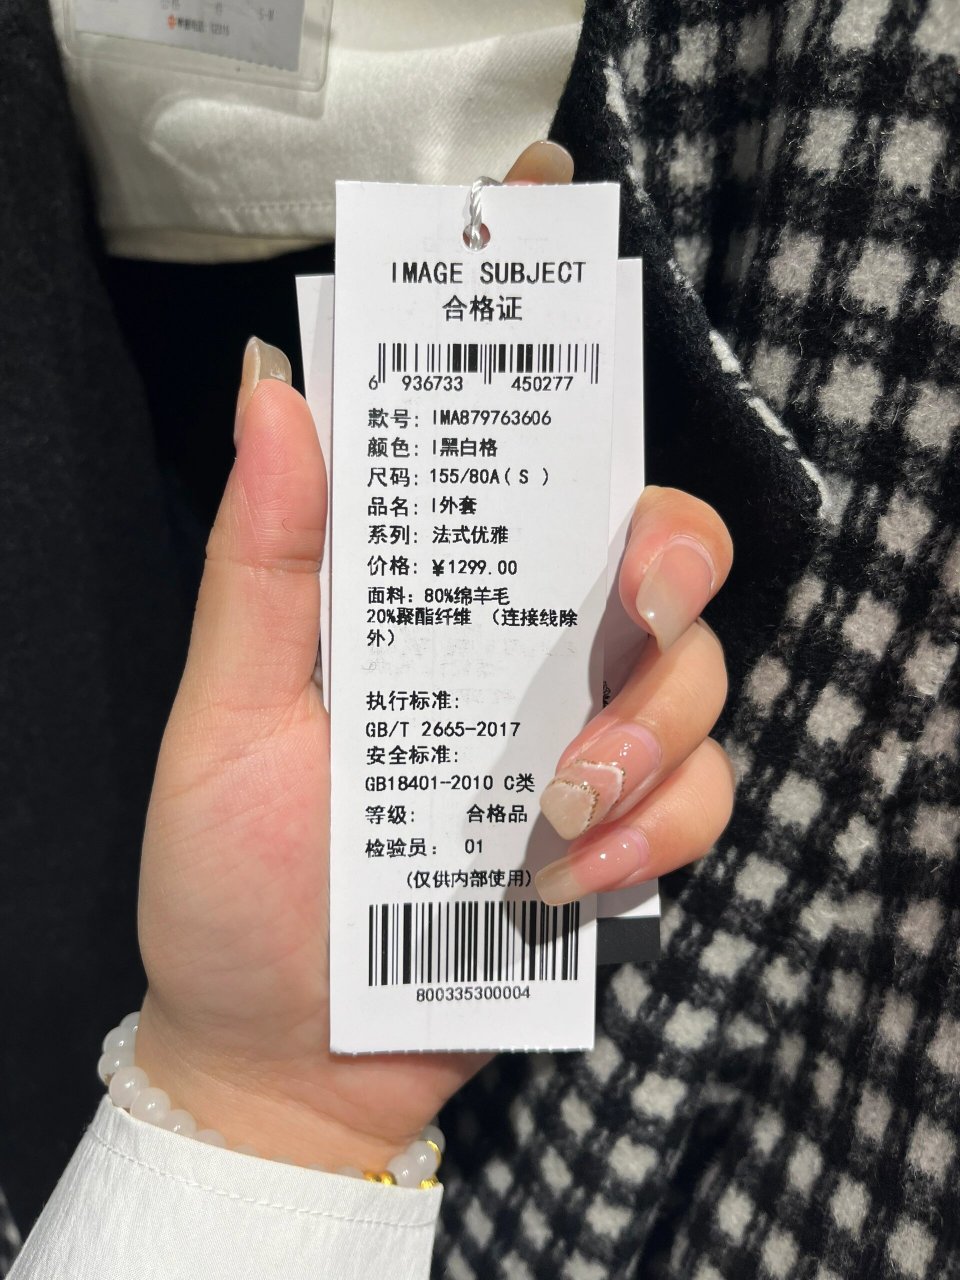 IMAGE SUBJECT
合格证
6 936733 450277
款号: IMA879763606
颜色: I黑白格
尺码: 155/80A( S )
品名: I外套
系列: 法式优雅
价格: ¥1299.00
面料: 80%绵羊毛
20%聚酯纤维 （连接线除
外）
执行标准:
GB/T 2665-2017
安全标准:
GB18401-2010 C类
等级: 合格品
检验员: 01
(仅供内部使用)
800335300004